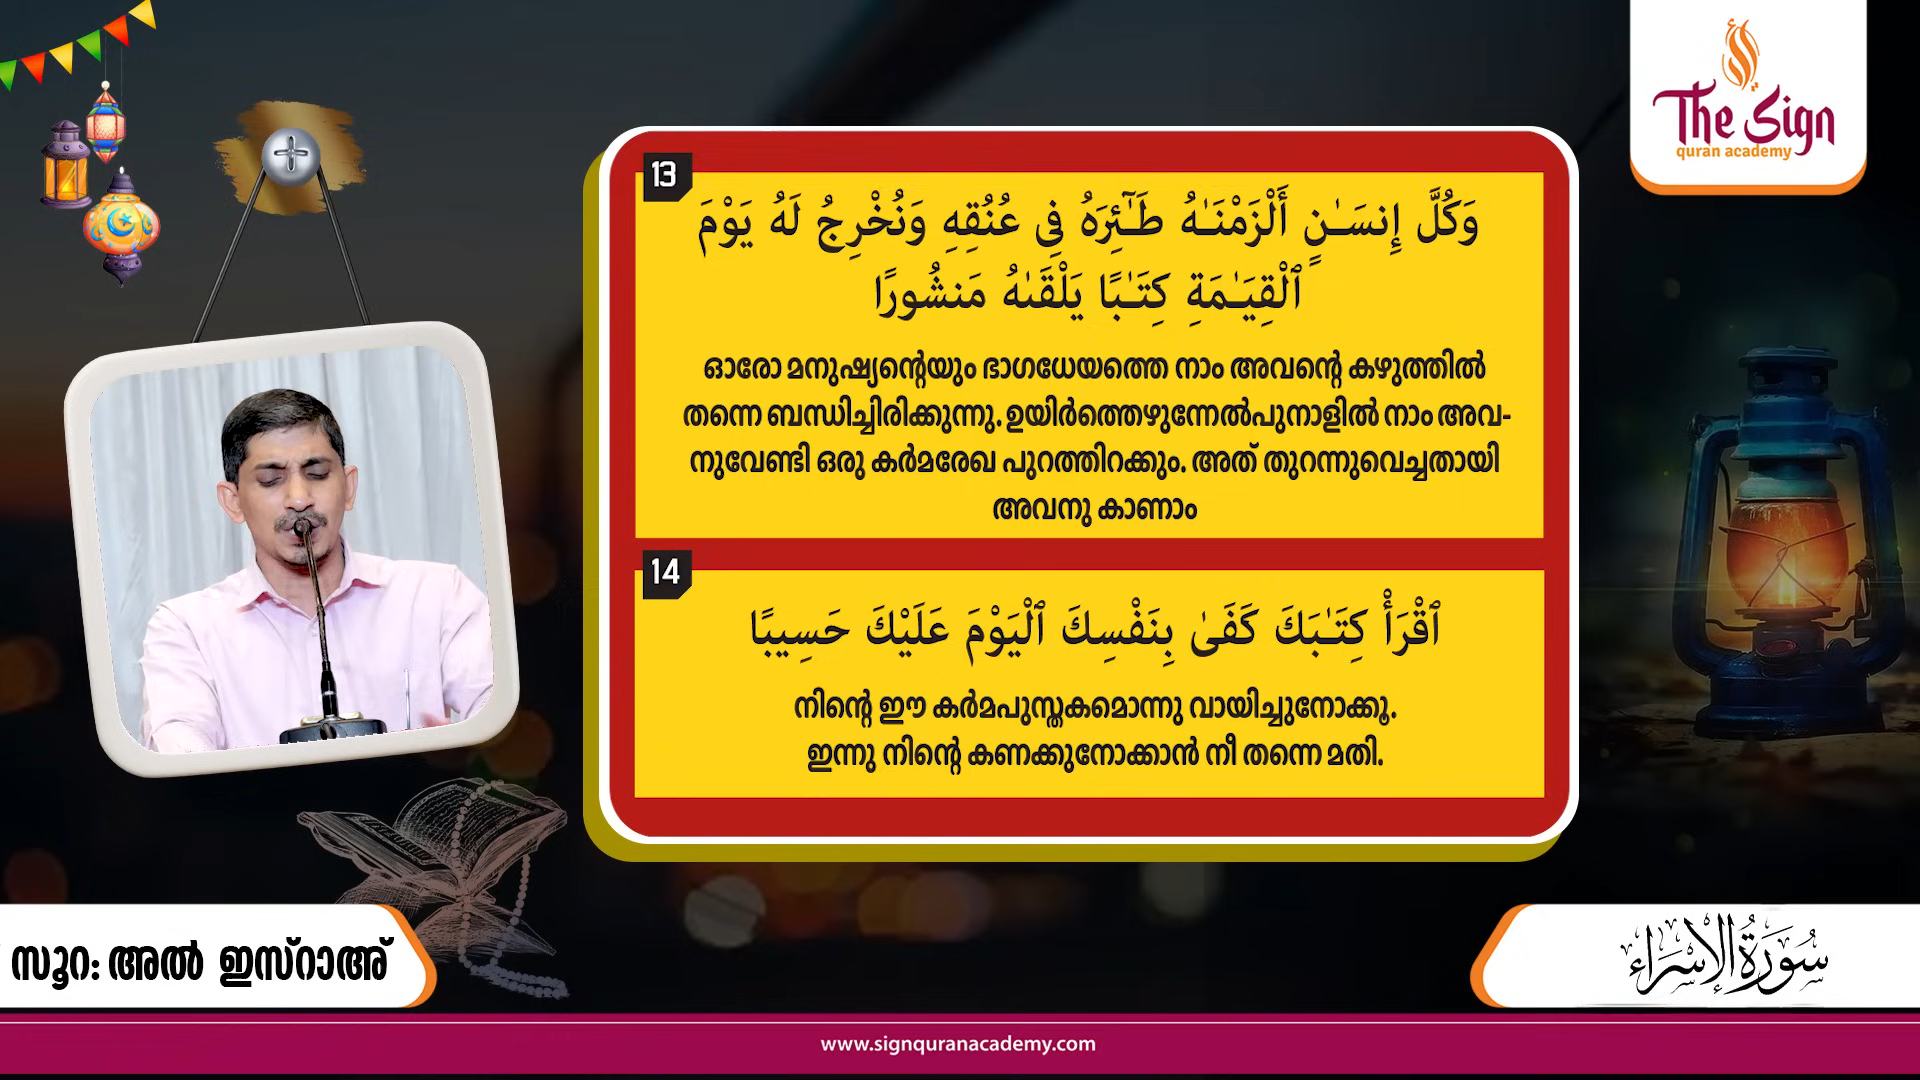 The Sign
quran academy
13
وَكُلَّ إِنسَـٰنٍ أَلْزَمْنَـٰهُ طَـٰٓئِرَهُ فِى عُنُقِهِ وَنُخْرِجُ لَهُ يَوْمَ
ٱلْقِيَـٰمَةِ كِتَـٰبًا يَلْقَىٰهُ مَنشُورًا
ഓരോ മനുഷ്യന്റെയും ഭാഗധേയത്തെ നാം അവന്റെ കഴുത്തിൽ
തന്നെ ബന്ധിച്ചിരിക്കുന്നു. ഉയിർത്തെഴുന്നേൽപുനാളിൽ നാം അവ-
നുവേണ്ടി ഒരു കർമരേഖ പുറത്തിറക്കും. അത് തുറന്നുവെച്ചതായി
അവനു കാണാം
14
ٱقْرَأْ كِتَـٰبَكَ كَفَىٰ بِنَفْسِكَ ٱلْيَوْمَ عَلَيْكَ حَسِيبًا
നിന്റെ ഈ കർമപുസ്തകമൊന്നു വായിച്ചുനോക്കൂ.
ഇന്നു നിന്റെ കണക്കുനോക്കാൻ നീ തന്നെ മതി.
സൂറ: അൽ ഇസ്റാഅ്
سُورَةُ الإِسْرَاء
www.signquranacademy.com